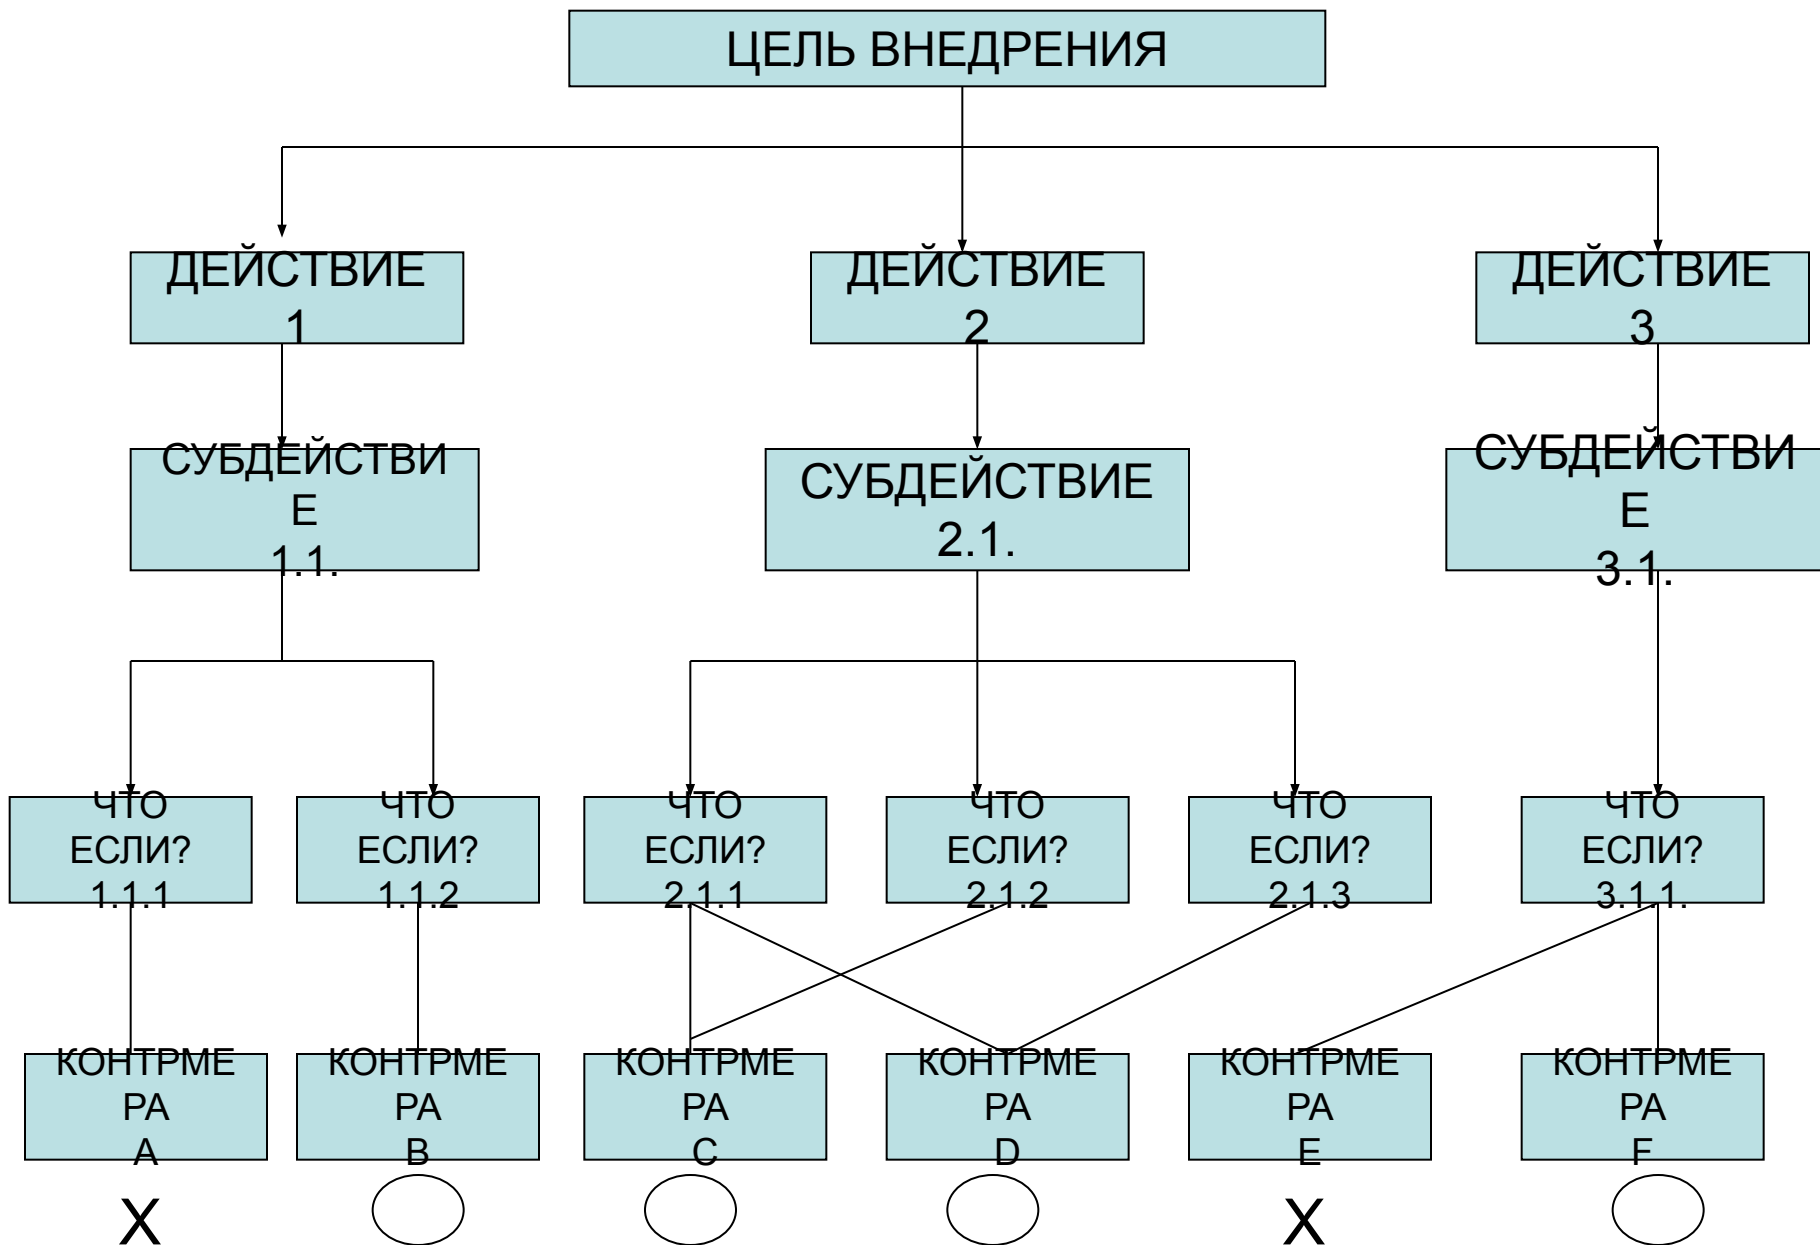 ЦЕЛЬ ВНЕДРЕНИЯ
ДЕЙСТВИЕ
1
ДЕЙСТВИЕ
2
ДЕЙСТВИЕ
3
СУБДЕЙСТВИ
Е
1.1.
СУБДЕЙСТВИЕ
2.1.
СУБДЕЙСТВИ
Е
3.1.
ЧТО
ЕСЛИ?
1.1.1
ЧТО
ЕСЛИ?
1.1.2
ЧТО
ЕСЛИ?
2.1.1
ЧТО
ЕСЛИ?
2.1.2
ЧТО
ЕСЛИ?
2.1.3
ЧТО
ЕСЛИ?
3.1.1.
КОНТРМЕ
РА
A
КОНТРМЕ
РА
B
КОНТРМЕ
РА
C
КОНТРМЕ
РА
D
КОНТРМЕ
РА
E
КОНТРМЕ
РА
F
X
X